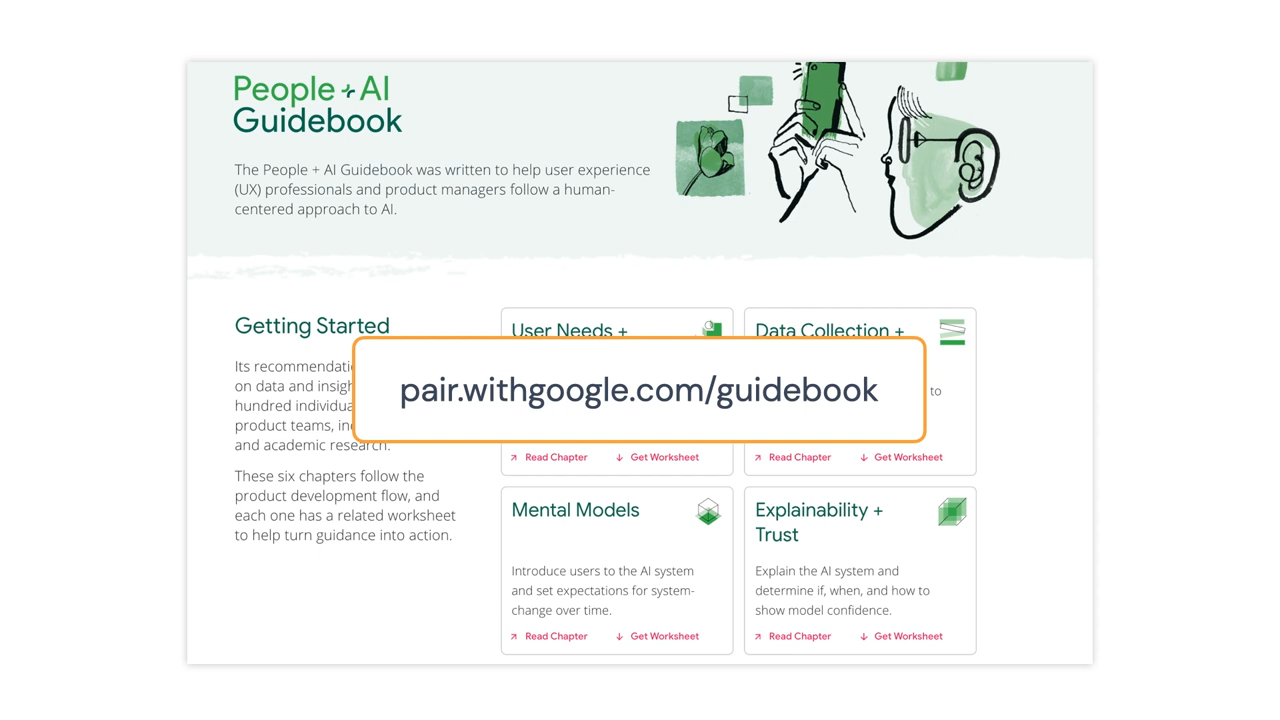 People + AI
Guidebook
The People + AI Guidebook was written to help user experience
(UX) professionals and product managers follow a human-
centered approach to AI.
Getting Started
Its
on data and
hundred
product teams,
and academic research.
These six chapters follow the
product development flow, and
each one has a related worksheet
to help turn guidance into action.
User Needs +
Read Chapter
Get Worksheet
Data Collection +
to
Read Chapter
Get Worksheet
pair.withgoogle.com/guidebook
Mental Models
Introduce users to the AI system
and set expectations for system-
change over time.
Read Chapter
Get Worksheet
Explainability +
Trust
Explain the AI system and
determine if, when, and how to
show model confidence.
Read Chapter
Get Worksheet